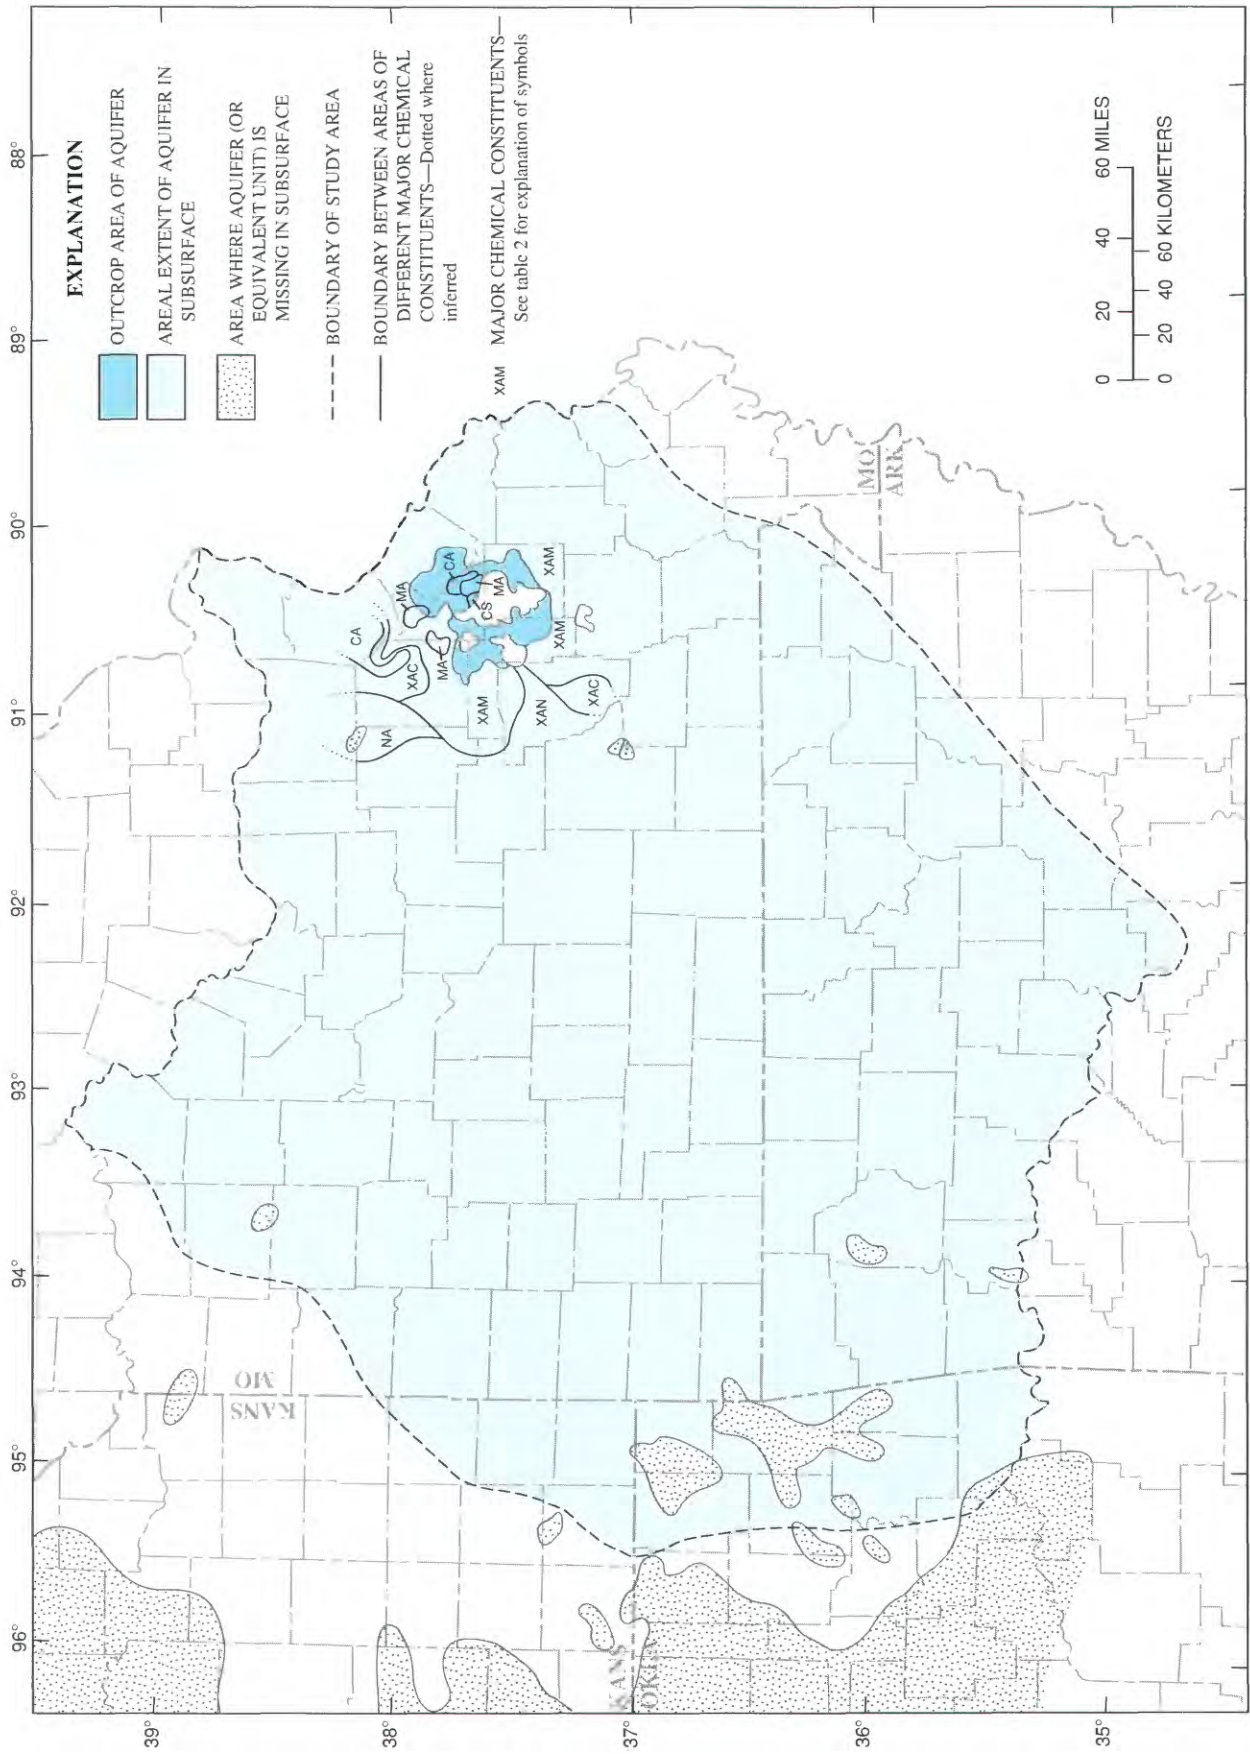 96°
95°
94°
93°
92°
91°
90°
89°
88°
39°
38°
37°
36°
35°
EXPLANATION
OUTCROP AREA OF AQUIFER
AREAL EXTENT OF AQUIFER IN
SUBSURFACE
AREA WHERE AQUIFER (OR
EQUIVALENT UNIT) IS
MISSING IN SUBSURFACE
BOUNDARY OF STUDY AREA
BOUNDARY BETWEEN AREAS OF
DIFFERENT MAJOR CHEMICAL
CONSTITUENTS—Dotted where
inferred
XAM MAJOR CHEMICAL CONSTITUENTS—
See table 2 for explanation of symbols
0 20 40 60 MILES
0 20 40 60 KILOMETERS
KANS
MO
KANS
OKLA
MO
ARK
NA
CA
XAC
MA
MA
CA
CS
MA
XAM
XAM
XAM
XAN
XAC